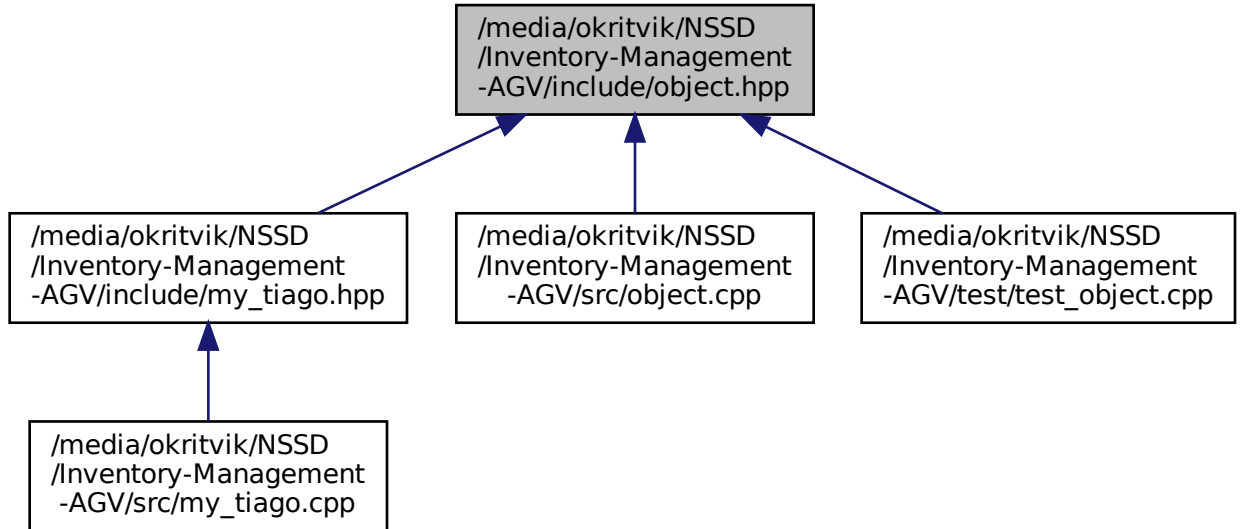 /media/okritvik/NSSD
/Inventory-Management
-AGV/include/object.hpp
/media/okritvik/NSSD
/Inventory-Management
-AGV/include/my_tiago.hpp
/media/okritvik/NSSD
/Inventory-Management
-AGV/src/object.cpp
/media/okritvik/NSSD
/Inventory-Management
-AGV/test/test_object.cpp
/media/okritvik/NSSD
/Inventory-Management
-AGV/src/my_tiago.cpp